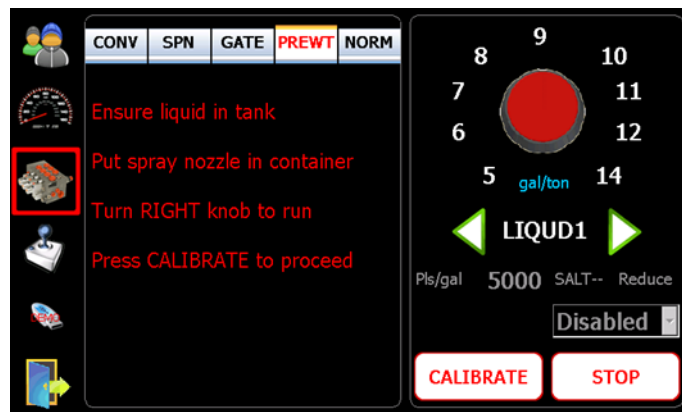 CONV SPN GATE PREWT NORM
Ensure liquid in tank
Put spray nozzle in container
Turn RIGHT knob to run
Press CALIBRATE to proceed
9
8 10
7 11
6 12
5 gal/ton 14
LIQUD1
Pls/gal 5000 SALT-- Reduce
Disabled
CALIBRATE STOP
DEMO